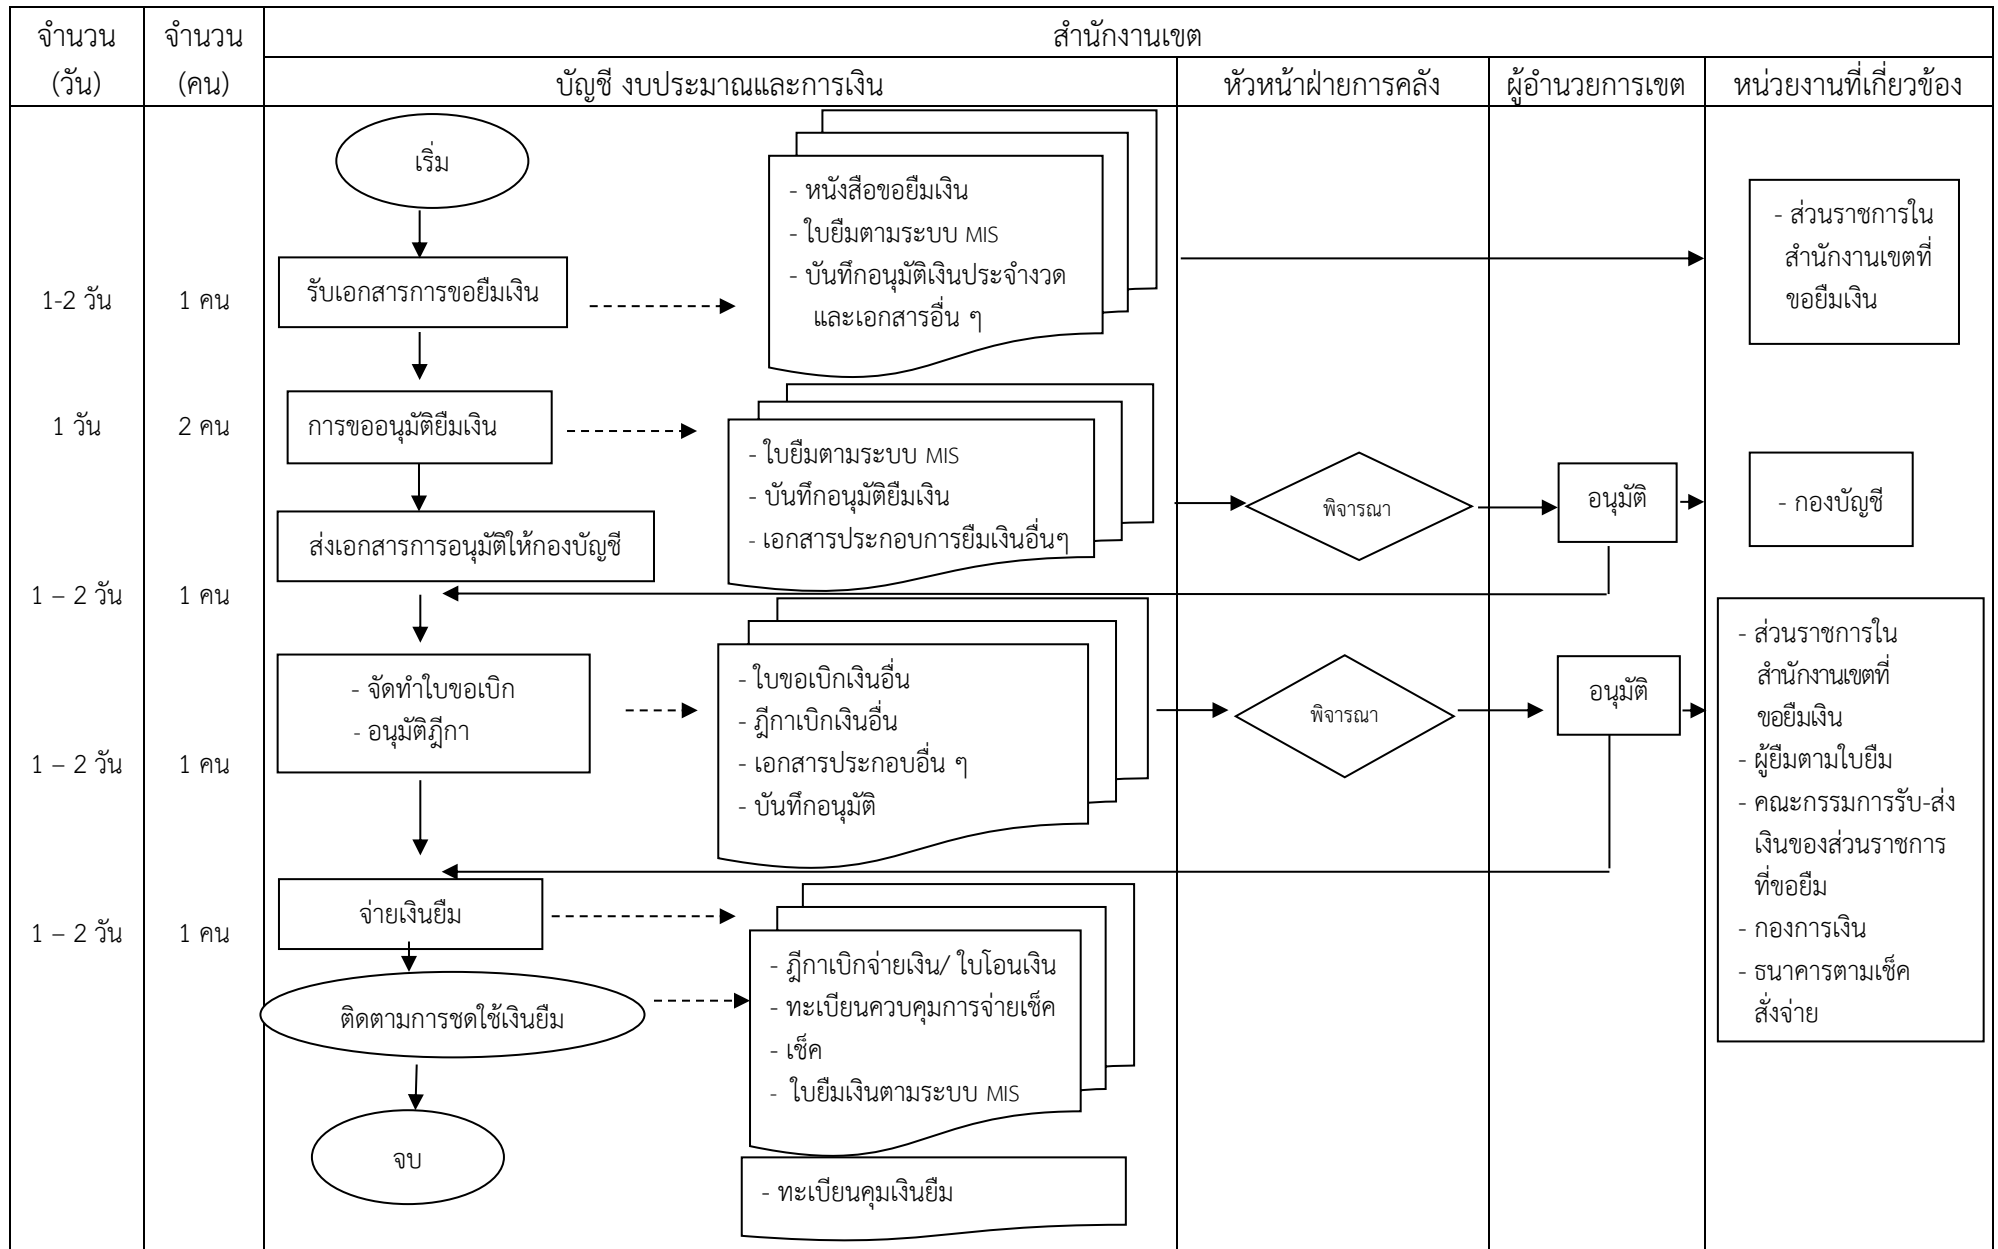 จำนวน
(วัน)
จำนวน
(คน)
สำนักงานเขต
บัญชี งบประมาณและการเงิน
หัวหน้าฝ่ายการคลัง
ผู้อำนวยการเขต
หน่วยงานที่เกี่ยวข้อง
เริ่ม
- หนังสือขอยืมเงิน
- ใบยืมตามระบบ MIS
- บันทึกอนุมัติเงินประจำงวด
และเอกสารอื่น ๆ
- ส่วนราชการใน
สำนักงานเขตที่
ขอยืมเงิน
1-2 วัน
1 คน
รับเอกสารการขอยืมเงิน
1 วัน
2 คน
การขออนุมัติยืมเงิน
- ใบยืมตามระบบ MIS
- บันทึกอนุมัติยืมเงิน
- เอกสารประกอบการยืมเงินอื่นๆ
พิจารณา
อนุมัติ
- กองบัญชี
ส่งเอกสารการอนุมัติให้กองบัญชี
1 – 2 วัน
1 คน
- จัดทำใบขอเบิก
- อนุมัติฎีกา
- ใบขอเบิกเงินอื่น
- ฎีกาเบิกเงินอื่น
- เอกสารประกอบอื่น ๆ
- บันทึกอนุมัติ
พิจารณา
อนุมัติ
- ส่วนราชการใน
สำนักงานเขตที่
ขอยืมเงิน
- ผู้ยืมตามใบยืม
- คณะกรรมการรับ-ส่ง
เงินของส่วนราชการ
ที่ขอยืม
- กองการเงิน
- ธนาคารตามเช็ค
สั่งจ่าย
1 – 2 วัน
1 คน
1 – 2 วัน
1 คน
จ่ายเงินยืม
- ฎีกาเบิกจ่ายเงิน/ ใบโอนเงิน
- ทะเบียนควบคุมการจ่ายเช็ค
- เช็ค
- ใบยืมเงินตามระบบ MIS
ติดตามการชดใช้เงินยืม
จบ
- ทะเบียนคุมเงินยืม